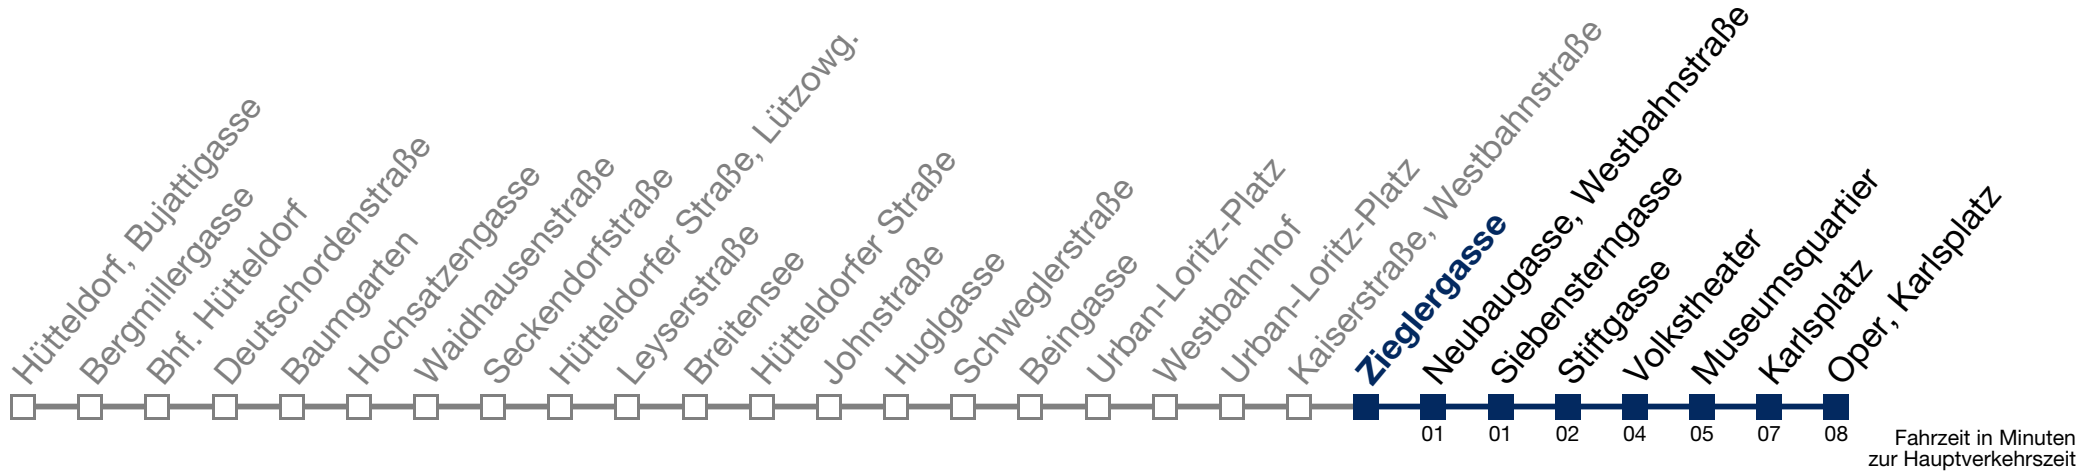 Hütteldorf, Bujattigasse
Bergmillergasse
Bhf. Hütteldorf
Deutschordenstraße
Baumgarten
Hochsatzengasse
Waidhausenstraße
Seckendorfstraße
Hütteldorfer Straße, Lützowg.
Leyserstraße
Breitensee
Hütteldorfer Straße
Johnstraße
Huglgasse
Schweglerstraße
Beingasse
Urban-Loritz-Platz
Westbahnhof
Urban-Loritz-Platz
Kaiserstraße, Westbahnstraße
Zieglergasse
Neubaugasse, Westbahnstraße
Siebensterngasse
Stiftgasse
Volkstheater
Museumsquartier
Karlsplatz
Oper, Karlsplatz
01 01 02 04 05 07 08
Fahrzeit in Minuten
zur Hauptverkehrszeit